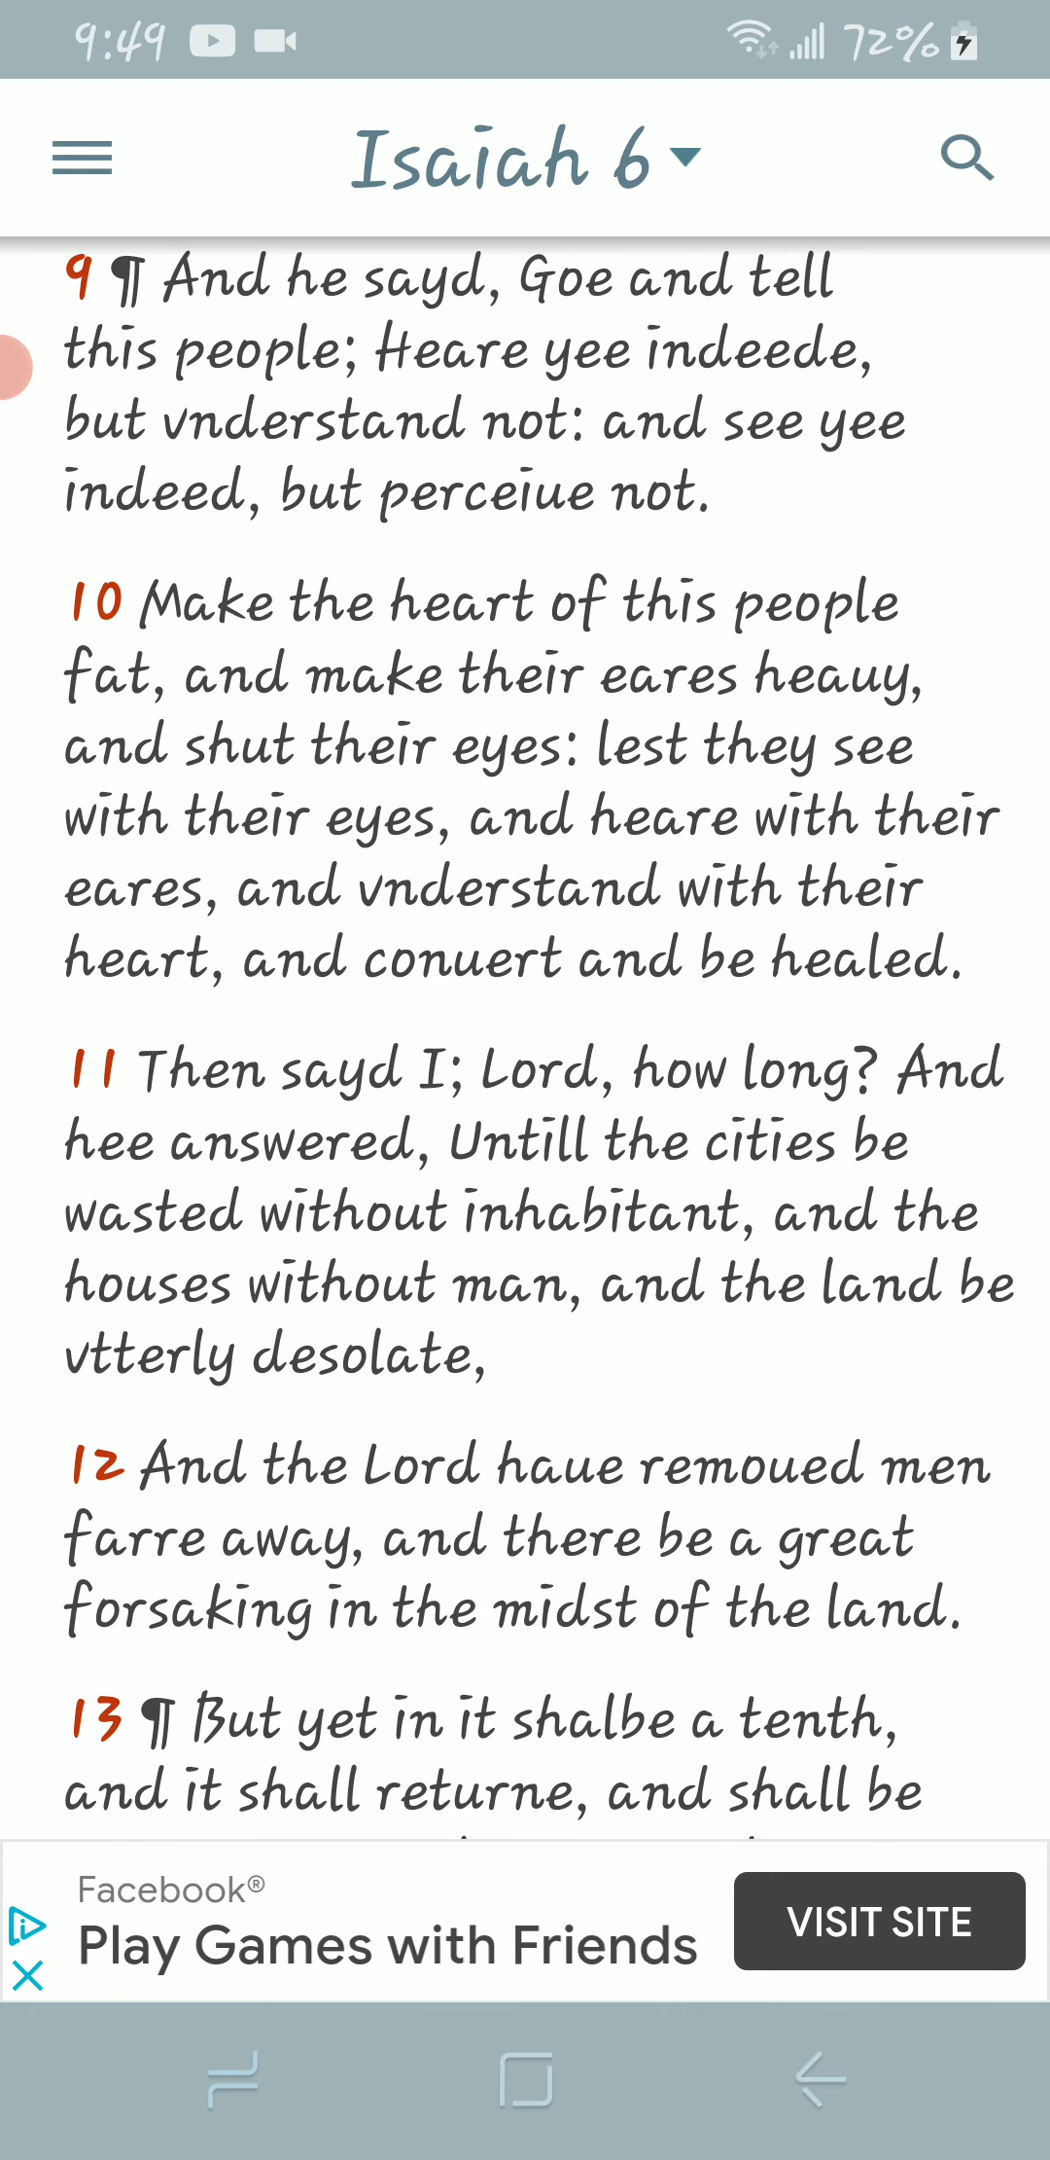 9:49 72%
Isaiah 6
9 ¶ And he sayd, Goe and tell
this people; Heare yee indeede,
but vnderstand not: and see yee
indeed, but perceiue not.
10 Make the heart of this people
fat, and make their eares heauy,
and shut their eyes: lest they see
with their eyes, and heare with their
eares, and vnderstand with their
heart, and conuert and be healed.
11 Then sayd I; Lord, how long? And
hee answered, Untill the cities be
wasted without inhabitant, and the
houses without man, and the land be
vtterly desolate,
12 And the Lord haue remoued men
farre away, and there be a great
forsaking in the midst of the land.
13 ¶ But yet in it shalbe a tenth,
and it shall returne, and shall be
Facebook®
Play Games with Friends
VISIT SITE